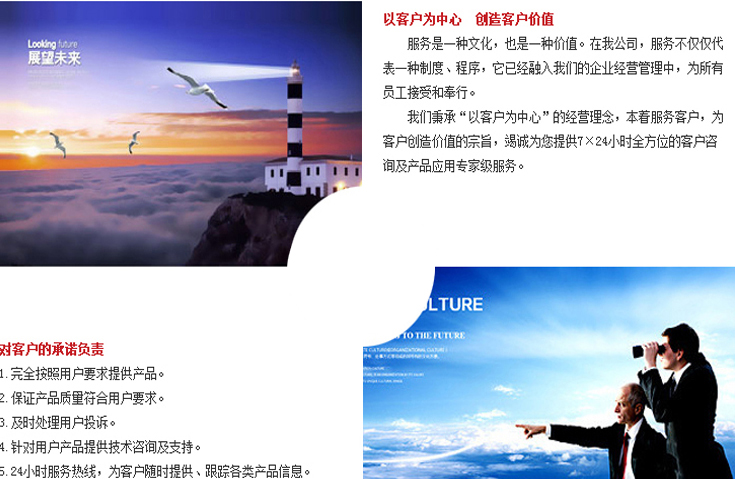 Looking future
展望未来
以客户为中心 创造客户价值
服务是一种文化，也是一种价值。在我公司，服务不仅仅代
表一种制度、程序，它已经融入我们的企业经营管理中，为所有
员工接受和奉行。
我们秉承“以客户为中心”的经营理念，本着服务客户，为
客户创造价值的宗旨，竭诚为您提供7×24小时全方位的客户咨
询及产品应用专家级服务。
ULTURE
TO THE FUTURE
对客户的承诺负责
1.完全按照用户要求提供产品。
2.保证产品质量符合用户要求。
3.及时处理用户投诉。
4.针对用户产品提供技术咨询及支持。
5.24小时服务热线，为客户随时提供、跟踪各类产品信息。